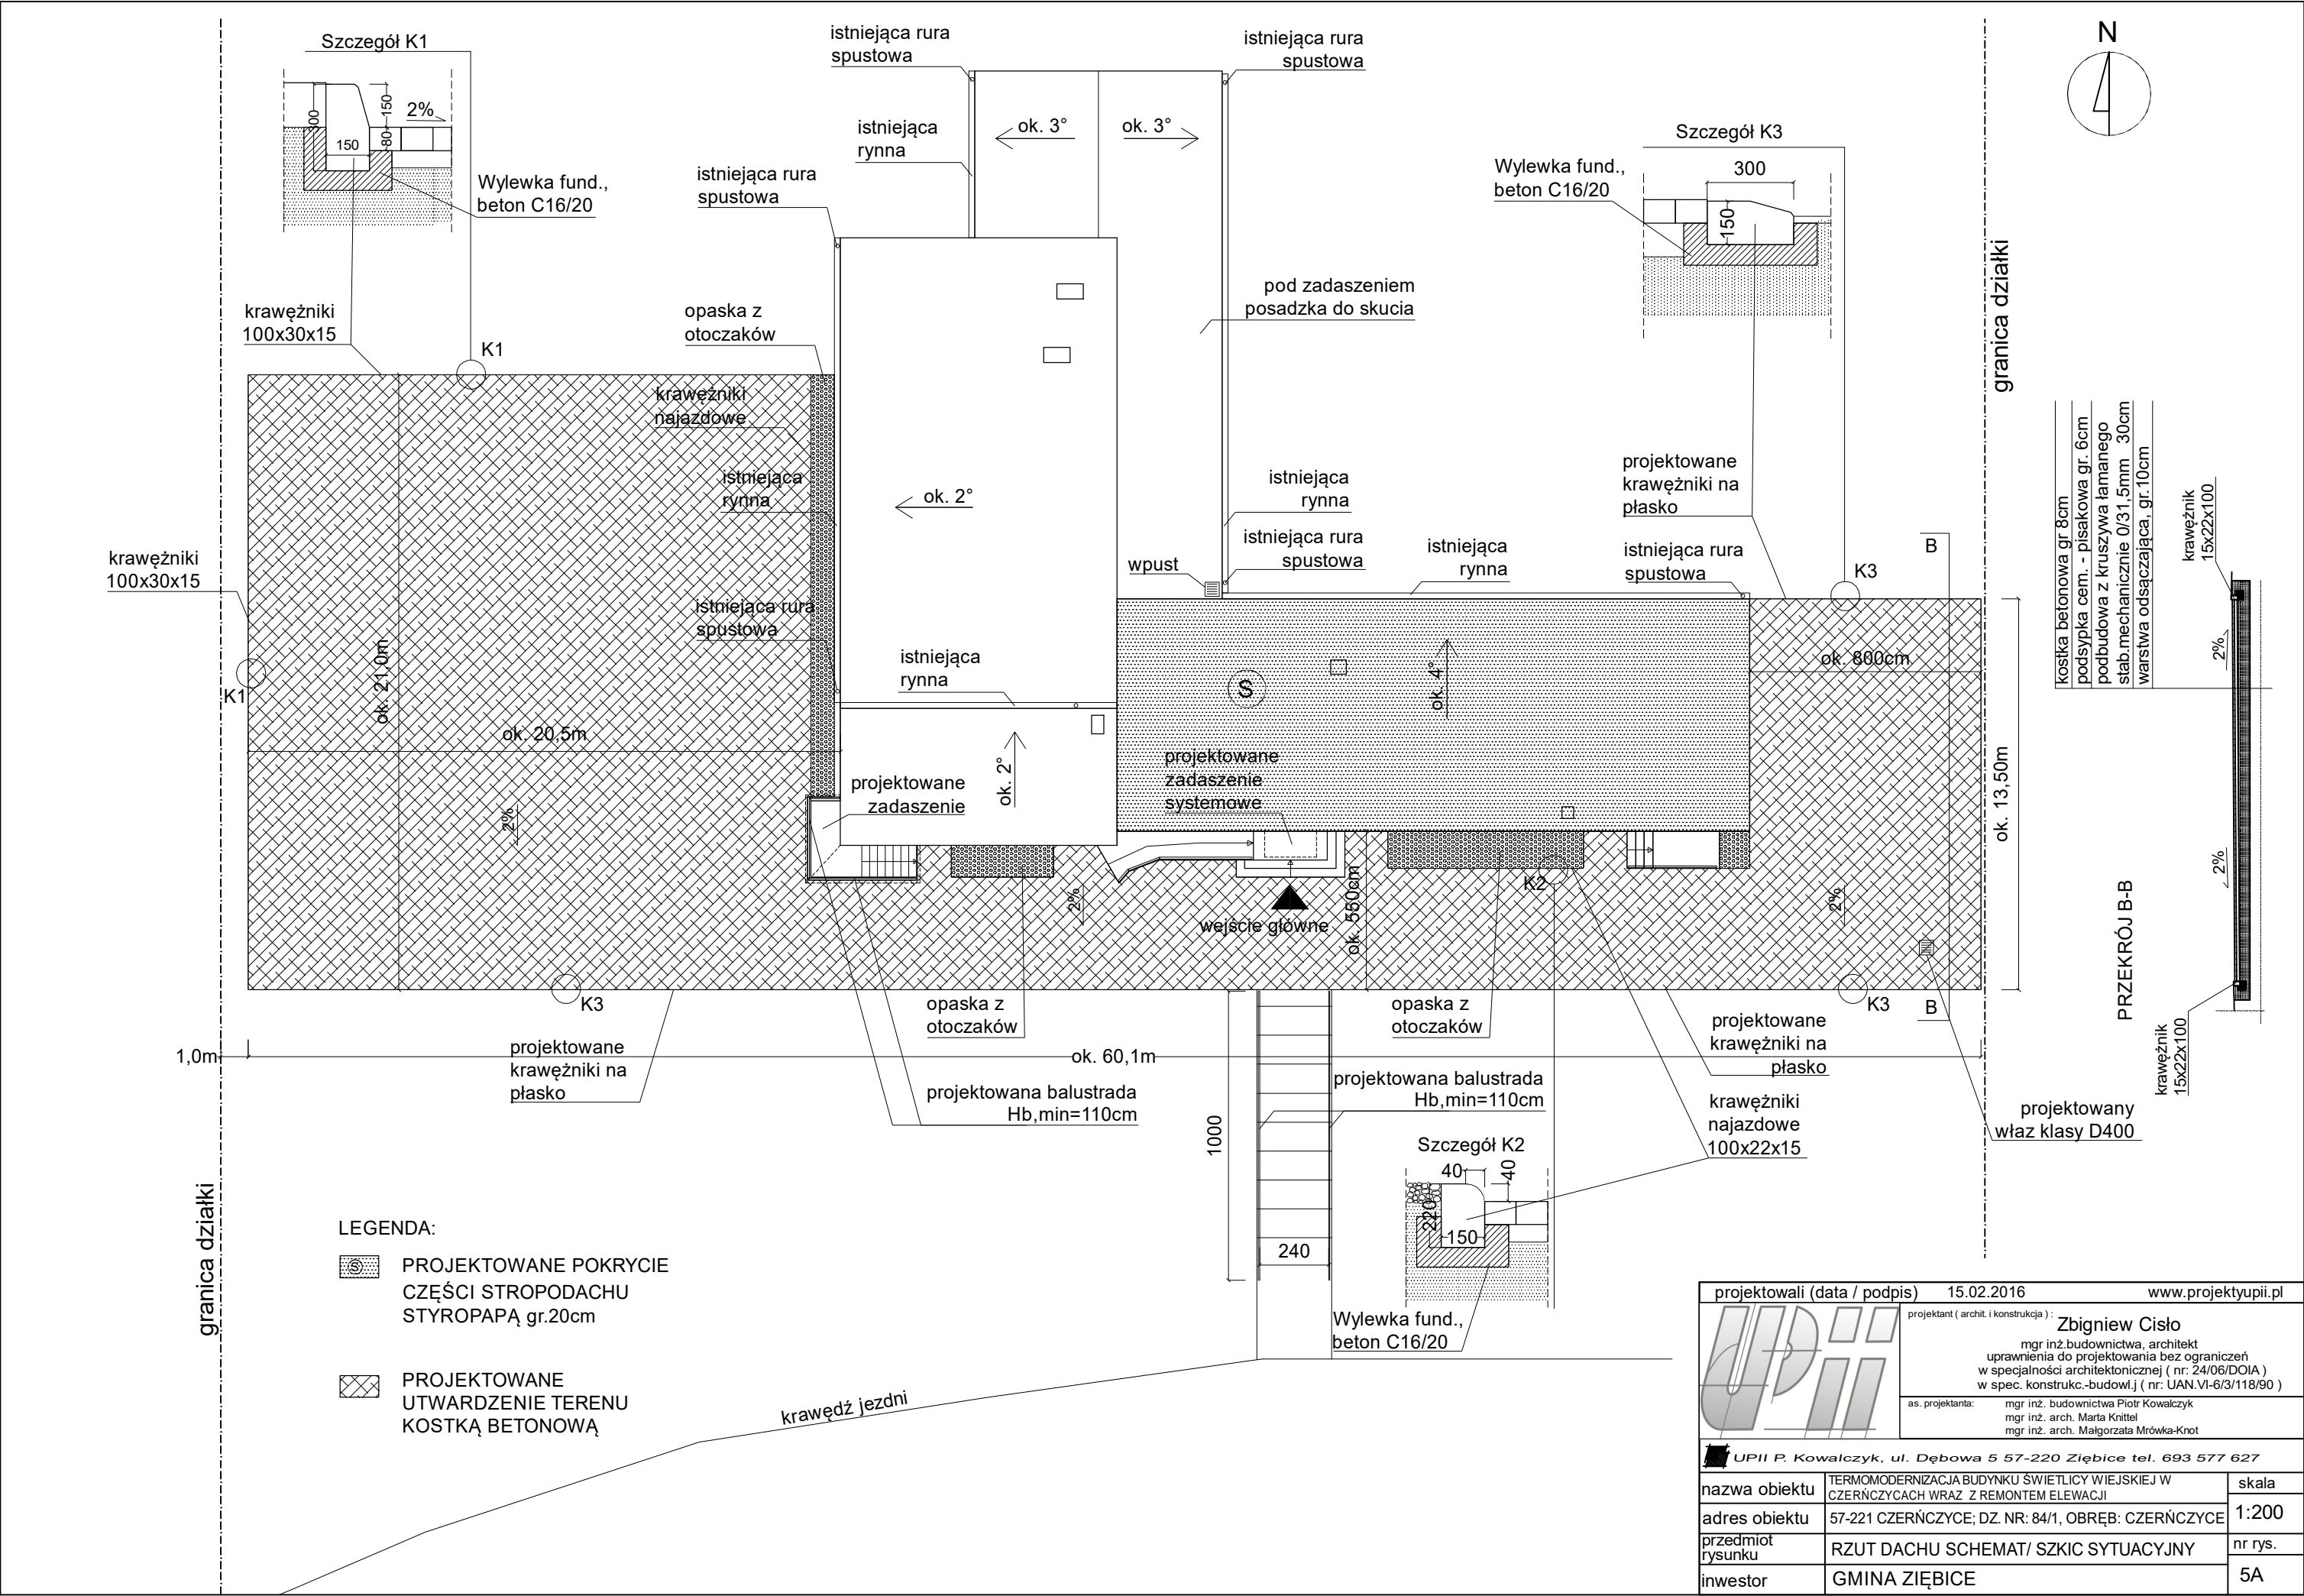 Szczegół K1
300
150
80
150
2%
Wylewka fund.,
beton C16/20
krawężniki
100x30x15
K1
istniejąca rura
spustowa
istniejąca rura
spustowa
istniejąca
rynna
ok. 3°
ok. 3°
istniejąca rura
spustowa
opaska z
otoczaków
pod zadaszeniem
posadzka do skucia
N
Szczegół K3
Wylewka fund.,
beton C16/20
300
150
granica działki
krawężniki
najazdowe
istniejąca
rynna
ok. 2°
istniejąca
rynna
istniejąca rura
spustowa
wpust
istniejąca
rynna
projektowane
krawężniki na
płasko
istniejąca rura
spustowa
K3
B
kostka betonowa gr 8cm
podsypka cem. - pisakowa gr. 6cm
podbudowa z kruszywa łamanego
stab.mechanicznie 0/31,5mm 30cm
warstwa odsączająca, gr.10cm
krawężnik
15x22x100
2%
2%
PRZEKRÓJ B-B
krawężnik
15x22x100
krawężniki
100x30x15
K1
ok. 21,0m
ok. 20,5m
2%
istniejąca rura
spustowa
istniejąca
rynna
ok. 2°
projektowane
zadaszenie
S
ok. 4°
projektowane
zadaszenie
systemowe
ok. 800cm
ok. 13,50m
2%
wejście główne
ok. 550cm
K2
2%
K3
K3
B
opaska z
otoczaków
opaska z
otoczaków
projektowane
krawężniki na
płasko
1,0m
ok. 60,1m
projektowane
krawężniki na
płasko
projektowana balustrada
Hb,min=110cm
projektowana balustrada
Hb,min=110cm
krawężniki
najazdowe
100x22x15
projektowany
właz klasy D400
1000
240
Szczegół K2
40
40
220
150
Wylewka fund.,
beton C16/20
granica działki
LEGENDA:
S
PROJEKTOWANE POKRYCIE
CZĘŚCI STROPODACHU
STYROPAPĄ gr.20cm
PROJEKTOWANE
UTWARDZENIE TERENU
KOSTKĄ BETONOWĄ
krawędź jezdni
projektowali (data / podpis) 15.02.2016 www.projektyupii.pl
UPii
projektant ( archit. i konstrukcja ) :
Zbigniew Cisło
mgr inż.budownictwa, architekt
uprawnienia do projektowania bez ograniczeń
w specjalności architektonicznej ( nr: 24/06/DOIA )
w spec. konstrukc.-budowl.j ( nr: UAN.VI-6/3/118/90 )
as. projektanta: mgr inż. budownictwa Piotr Kowalczyk
mgr inż. arch. Marta Knittel
mgr inż. arch. Małgorzata Mrówka-Knot
UPII P. Kowalczyk, ul. Dębowa 5 57-220 Ziębice tel. 693 577 627
nazwa obiektu
TERMOMODERNIZACJA BUDYNKU ŚWIETLICY WIEJSKIEJ W
CZERŃCZYCACH WRAZ Z REMONTEM ELEWACJI
skala
1:200
adres obiektu
57-221 CZERŃCZYCE; DZ. NR: 84/1, OBRĘB: CZERŃCZYCE
przedmiot
rysunku
RZUT DACHU SCHEMAT/ SZKIC SYTUACYJNY
nr rys.
5A
inwestor
GMINA ZIĘBICE